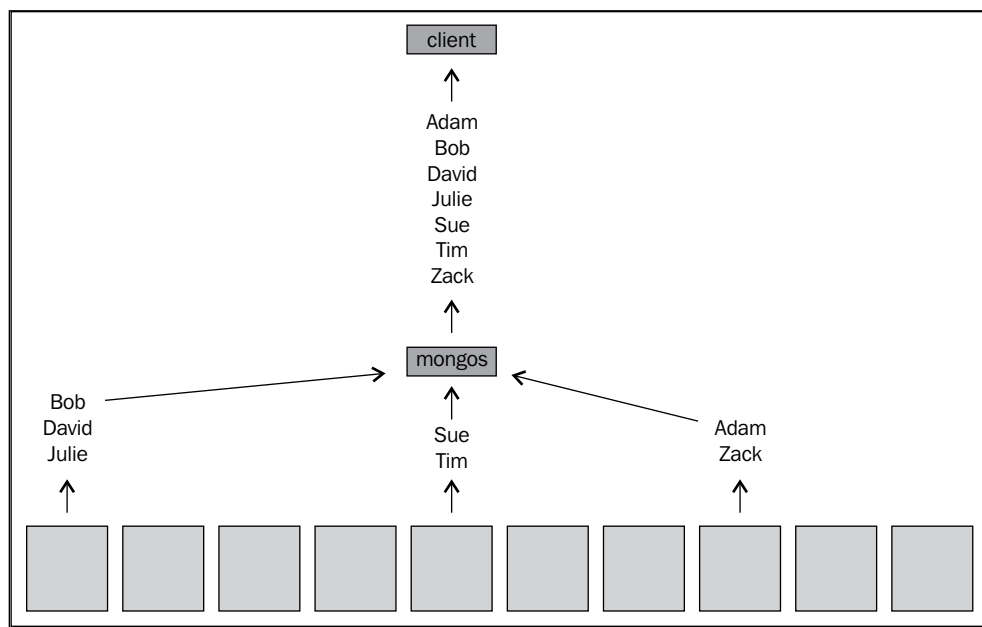 client
Adam
Bob
David
Julie
Sue
Tim
Zack
mongos
Bob
David
Julie
Sue
Tim
Adam
Zack